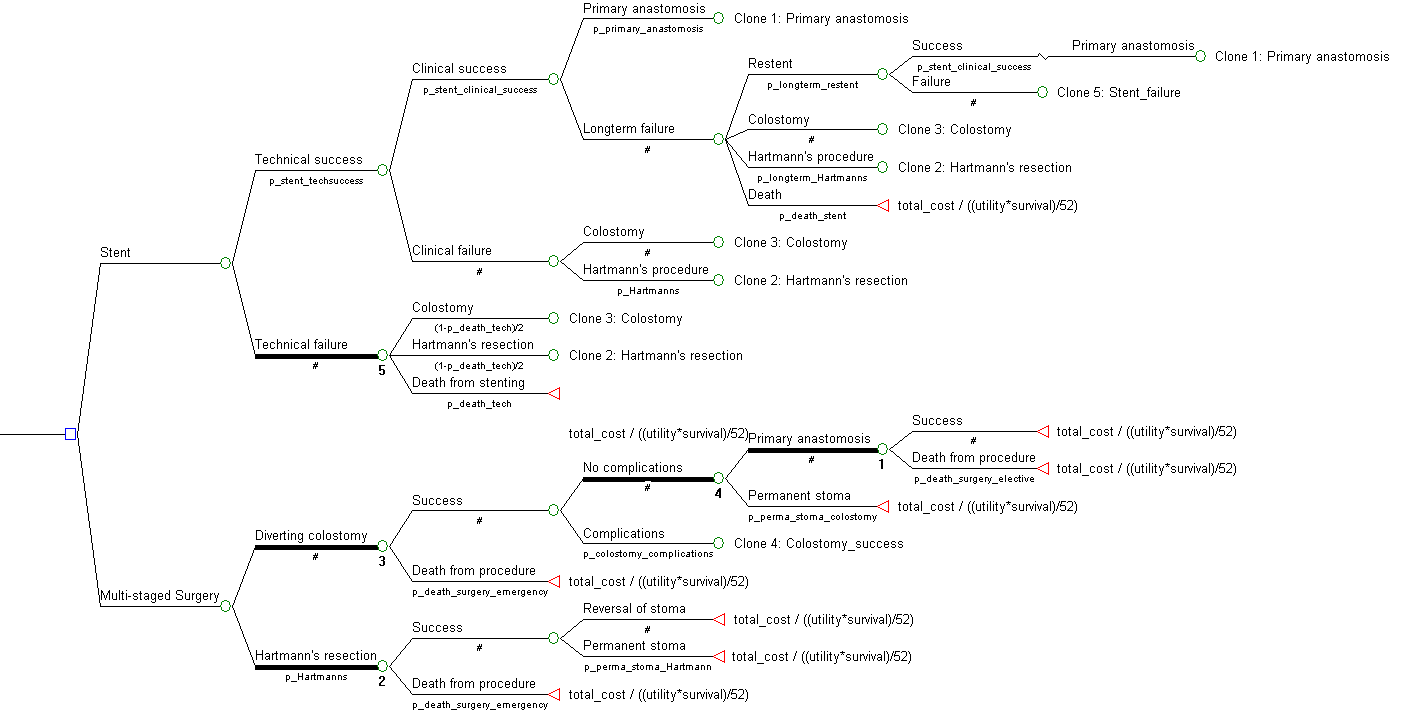 Primary anastomosis
p_primary_anastomosis
Clone 1: Primary anastomosis
Success
p_stent_clinical_success
Primary anastomosis
Clone 1: Primary anastomosis
Restent
p_longterm_restent
Failure
#
Clone 5: Stent_failure
Clinical success
p_stent_clinical_success
Longterm failure
#
Colostomy
#
Clone 3: Colostomy
Hartmann's procedure
p_longterm_Hartmanns
Clone 2: Hartmann's resection
Death
p_death_stent
total_cost / ((utility*survival)/52)
Technical success
p_stent_techsuccess
Clinical failure
#
Colostomy
#
Clone 3: Colostomy
Hartmann's procedure
p_Hartmanns
Clone 2: Hartmann's resection
Stent
Technical failure
#
5
Colostomy
(1-p_death_tech)/2
Clone 3: Colostomy
Hartmann's resection
(1-p_death_tech)/2
Clone 2: Hartmann's resection
Death from stenting
p_death_tech
total_cost / ((utility*survival)/52)
Primary anastomosis
#
1
Success
#
total_cost / ((utility*survival)/52)
Death from procedure
p_death_surgery_elective
total_cost / ((utility*survival)/52)
No complications
#
4
Permanent stoma
p_perma_stoma_colostomy
total_cost / ((utility*survival)/52)
Success
#
Complications
p_colostomy_complications
Clone 4: Colostomy_success
Diverting colostomy
#
3
Death from procedure
p_death_surgery_emergency
total_cost / ((utility*survival)/52)
Multi-staged Surgery
Hartmann's resection
p_Hartmanns
2
Success
#
Reversal of stoma
#
total_cost / ((utility*survival)/52)
Permanent stoma
p_perma_stoma_Hartmann
total_cost / ((utility*survival)/52)
Death from procedure
p_death_surgery_emergency
total_cost / ((utility*survival)/52)